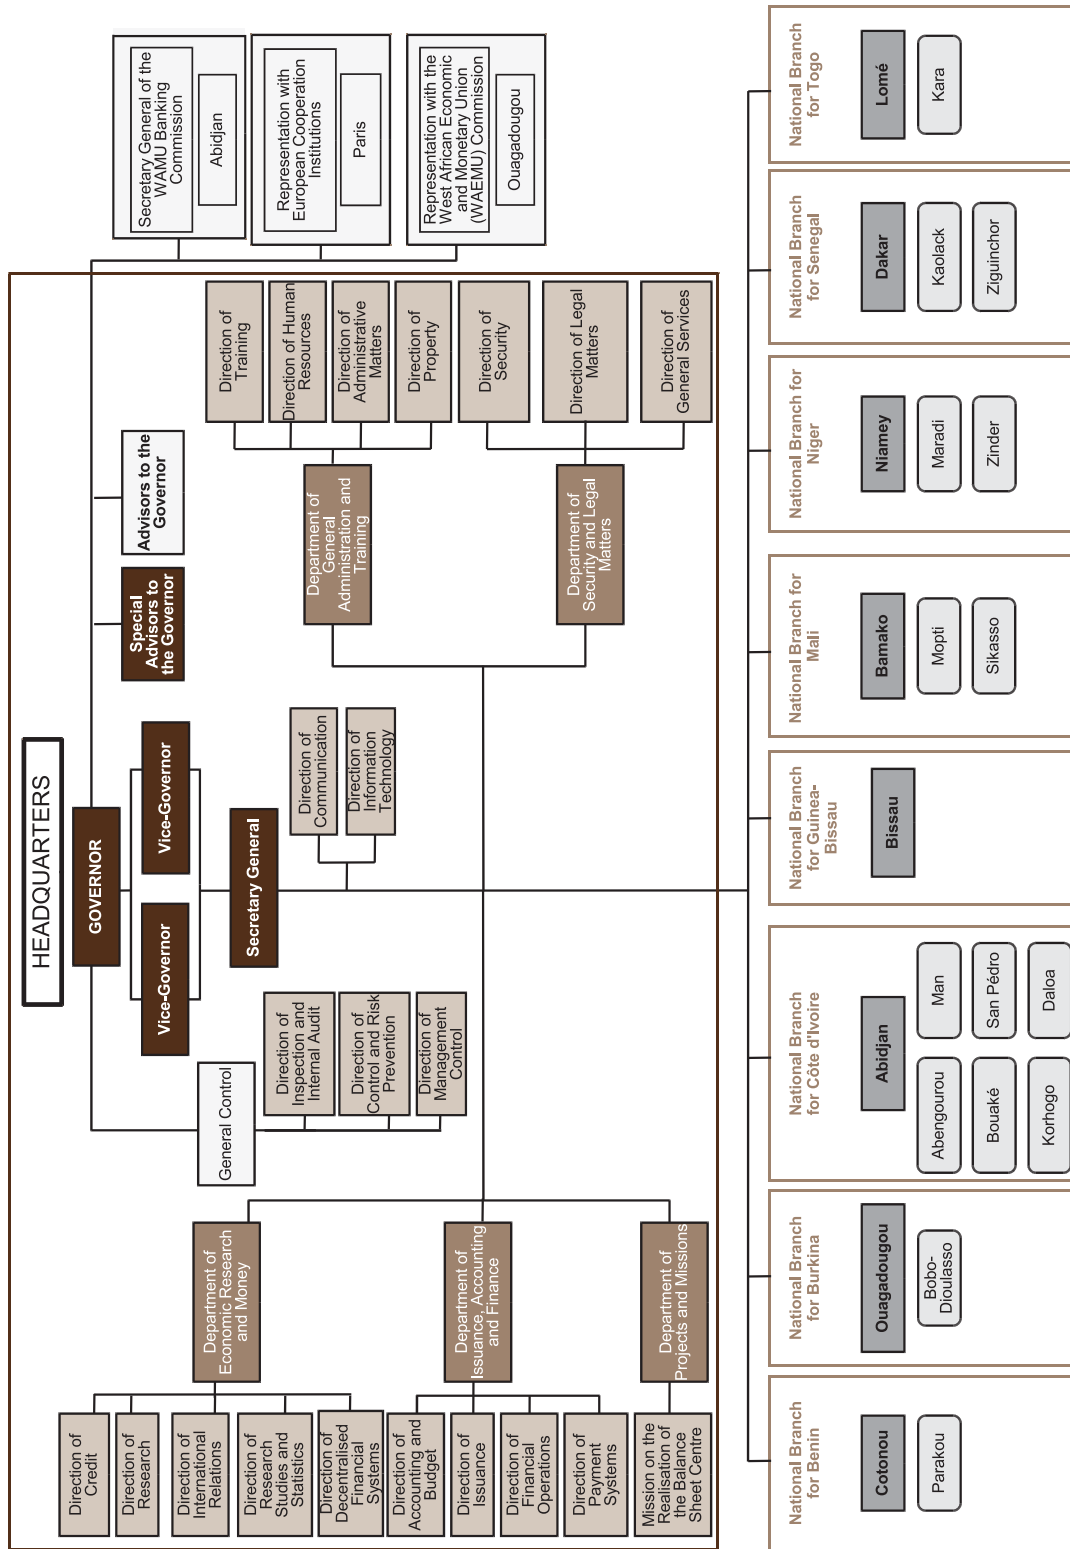 HEADQUARTERS
GOVERNOR
Vice-Governor
Vice-Governor
Secretary General
Special
Advisors to
the Governor
Advisors to the
Governor
Secretary General of the
WAMU Banking
Commission
Abidjan
Representation with
European Cooperation
Institutions
Paris
Representation with the
West African Economic
and Monetary Union
(WAEMU) Commission
Ouagadougou
General Control
Direction of
Inspection and
Internal Audit
Direction of
Control and Risk
Prevention
Direction of
Management
Control
Direction of
Communication
Direction of
Information
Technology
Department of
Economic Research
and Money
Direction of
Credit
Direction of
Research
Direction of
International
Relations
Direction of
Research
Studies and
Statistics
Direction of
Decentralised
Financial
Systems
Department of
Issuance, Accounting
and Finance
Direction of
Accounting and
Budget
Direction of
Issuance
Direction of
Financial
Operations
Direction of
Payment
Systems
Department of
Projects and Missions
Mission on the
Realisation of
the Balance
Sheet Centre
Department of
General
Administration and
Training
Direction of
Training
Direction of Human
Resources
Direction of
Administrative
Matters
Direction of
Property
Department of
Security and Legal
Matters
Direction of
Security
Direction of Legal
Matters
Direction of
General Services
National Branch
for Benin
Cotonou
Parakou
National Branch
for Burkina
Ouagadougou
Bobo-
Dioulasso
National Branch
for Côte d'Ivoire
Abidjan
Abengourou
Man
Bouaké
San Pédro
Korhogo
Daloa
National Branch
for Guinea-
Bissau
Bissau
National Branch for
Mali
Bamako
Mopti
Sikasso
National Branch for
Niger
Niamey
Maradi
Zinder
National Branch
for Senegal
Dakar
Kaolack
Ziguinchor
National Branch
for Togo
Lomé
Kara